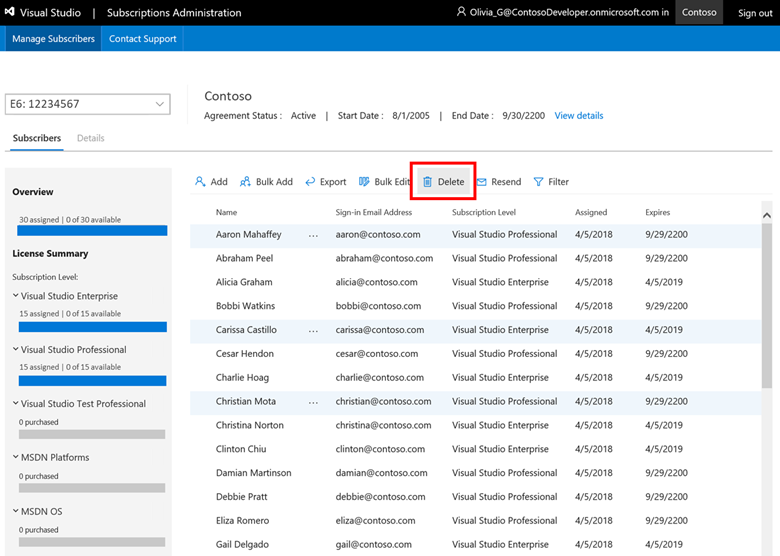 Visual Studio | Subscriptions Administration Olivia_G@ContosoDeveloper.onmicrosoft.com in Contoso Sign out
Manage Subscribers Contact Support
E6: 12234567
Contoso
Agreement Status : Active | Start Date : 8/1/2005 | End Date : 9/30/2200 View details
Subscribers Details
Overview
30 assigned | 0 of 30 available
License Summary
Subscription Level:
Visual Studio Enterprise
15 assigned | 0 of 15 available
Visual Studio Professional
15 assigned | 0 of 15 available
Visual Studio Test Professional
0 purchased
MSDN Platforms
0 purchased
MSDN OS
0 purchased
Add Bulk Add Export Bulk Edit Delete Resend Filter
Name Sign-in Email Address Subscription Level Assigned Expires
Aaron Mahaffey ... aaron@contoso.com Visual Studio Professional 4/5/2018 9/29/2200
Abraham Peel abraham@contoso.com Visual Studio Professional 4/5/2018 9/29/2200
Alicia Graham alicia@contoso.com Visual Studio Enterprise 4/5/2018 4/5/2019
Bobbi Watkins bobbi@contoso.com Visual Studio Professional 4/5/2018 9/29/2200
Carissa Castillo ... carissa@contoso.com Visual Studio Enterprise 4/5/2018 4/5/2019
Cesar Hendon cesar@contoso.com Visual Studio Professional 4/5/2018 9/29/2200
Charlie Hoag charlie@contoso.com Visual Studio Enterprise 4/5/2018 4/5/2019
Christian Mota ... christian@contoso.com Visual Studio Professional 4/5/2018 9/29/2200
Christina Norton christina@contoso.com Visual Studio Enterprise 4/5/2018 4/5/2019
Clinton Chiu clinton@contoso.com Visual Studio Enterprise 4/5/2018 4/5/2019
Damian Martinson damian@contoso.com Visual Studio Professional 4/5/2018 9/29/2200
Debbie Pratt debbie@contoso.com Visual Studio Professional 4/5/2018 9/29/2200
Eliza Romero eliza@contoso.com Visual Studio Professional 4/5/2018 9/29/2200
Gail Delgado gail@contoso.com Visual Studio Enterprise 4/5/2018 4/5/2019